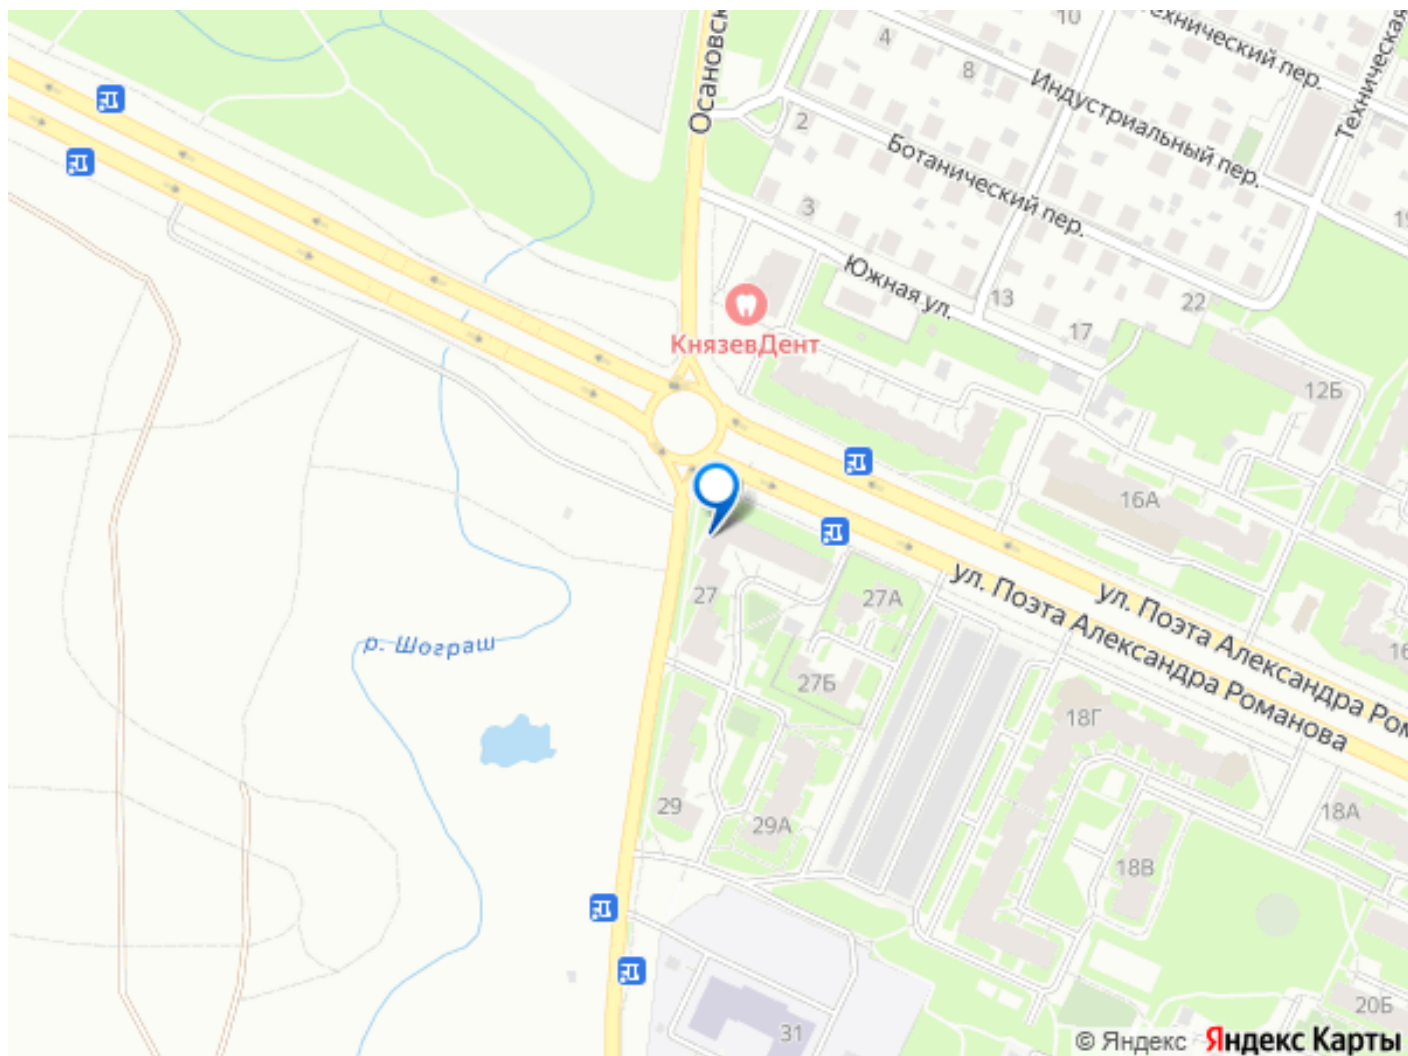 10
Технический пер.
Техническая
4
8
Индустриальный пер.
Осановск
2
Ботанический пер.
3
19
Южная ул.
13
22
17
КнязевДент
12Б
16А
ул. Поэта Александра Романова
ул. Поэта Александра Ром
27
27А
16
р. Шограш
27Б
18Г
29
29А
18А
18В
20Б
31
© Яндекс Яндекс Карты